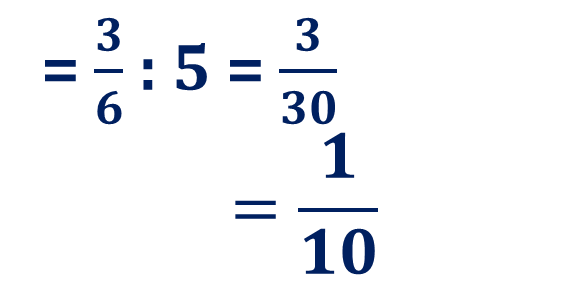 = 3/6 : 5 = 3/30
= 1/10